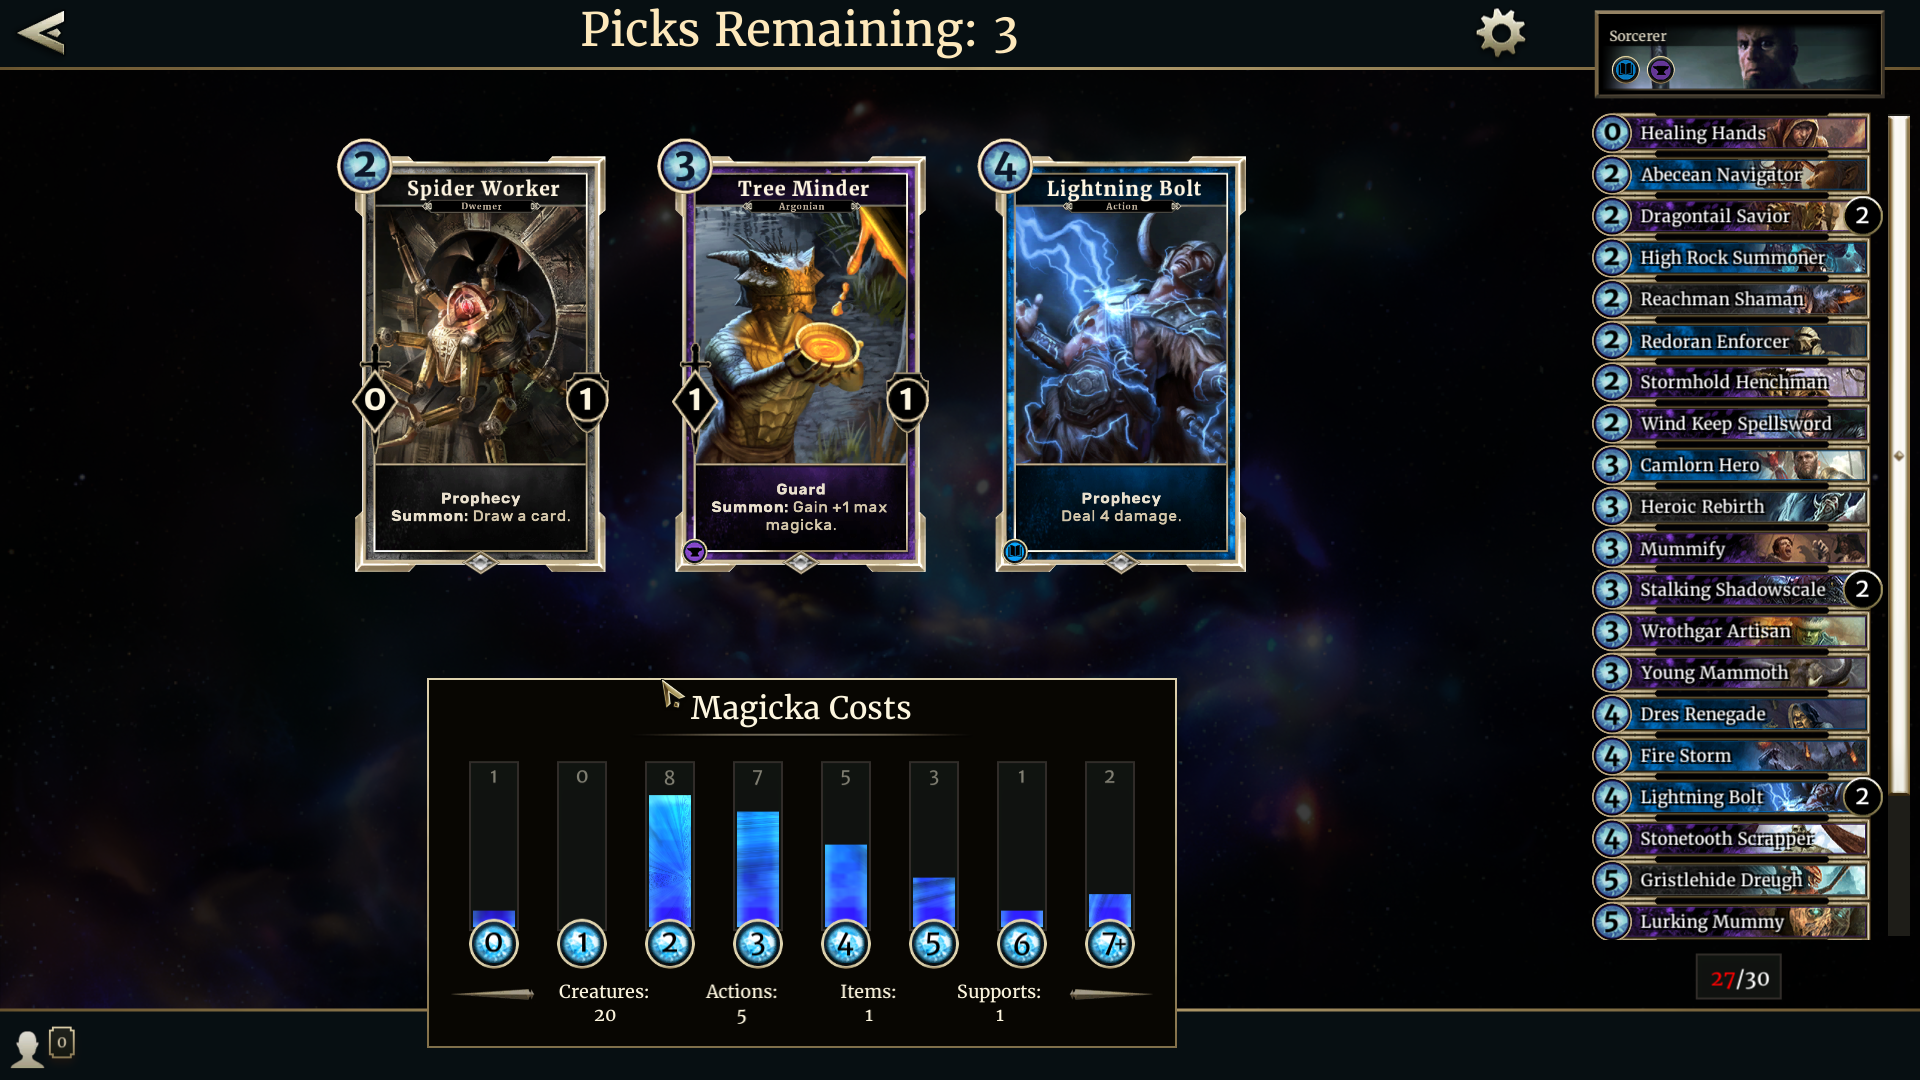 Picks Remaining: 3
Sorcerer
2
Spider Worker
Dwemer
0
1
Prophecy
Summon: Draw a card.
3
Tree Minder
Argonian
1
1
Guard
Summon: Gain +1 max
magicka.
4
Lightning Bolt
Action
Prophecy
Deal 4 damage.
0 Healing Hands
2 Abecean Navigator
2 Dragontail Savior 2
2 High Rock Summoner
2 Reachman Shaman
2 Redoran Enforcer
2 Stormhold Henchman
2 Wind Keep Spellsword
3 Camlorn Hero
3 Heroic Rebirth
3 Mummify
3 Stalking Shadowscale 2
3 Wrothgar Artisan
3 Young Mammoth
4 Dres Renegade
4 Fire Storm
4 Lightning Bolt 2
4 Stonetooth Scrapper
5 Gristlehide Dreugh
5 Lurking Mummy
27/30
Magicka Costs
1 0 8 7 5 3 1 2
0 1 2 3 4 5 6 7+
Creatures: Actions: Items: Supports:
20 5 1 1
0